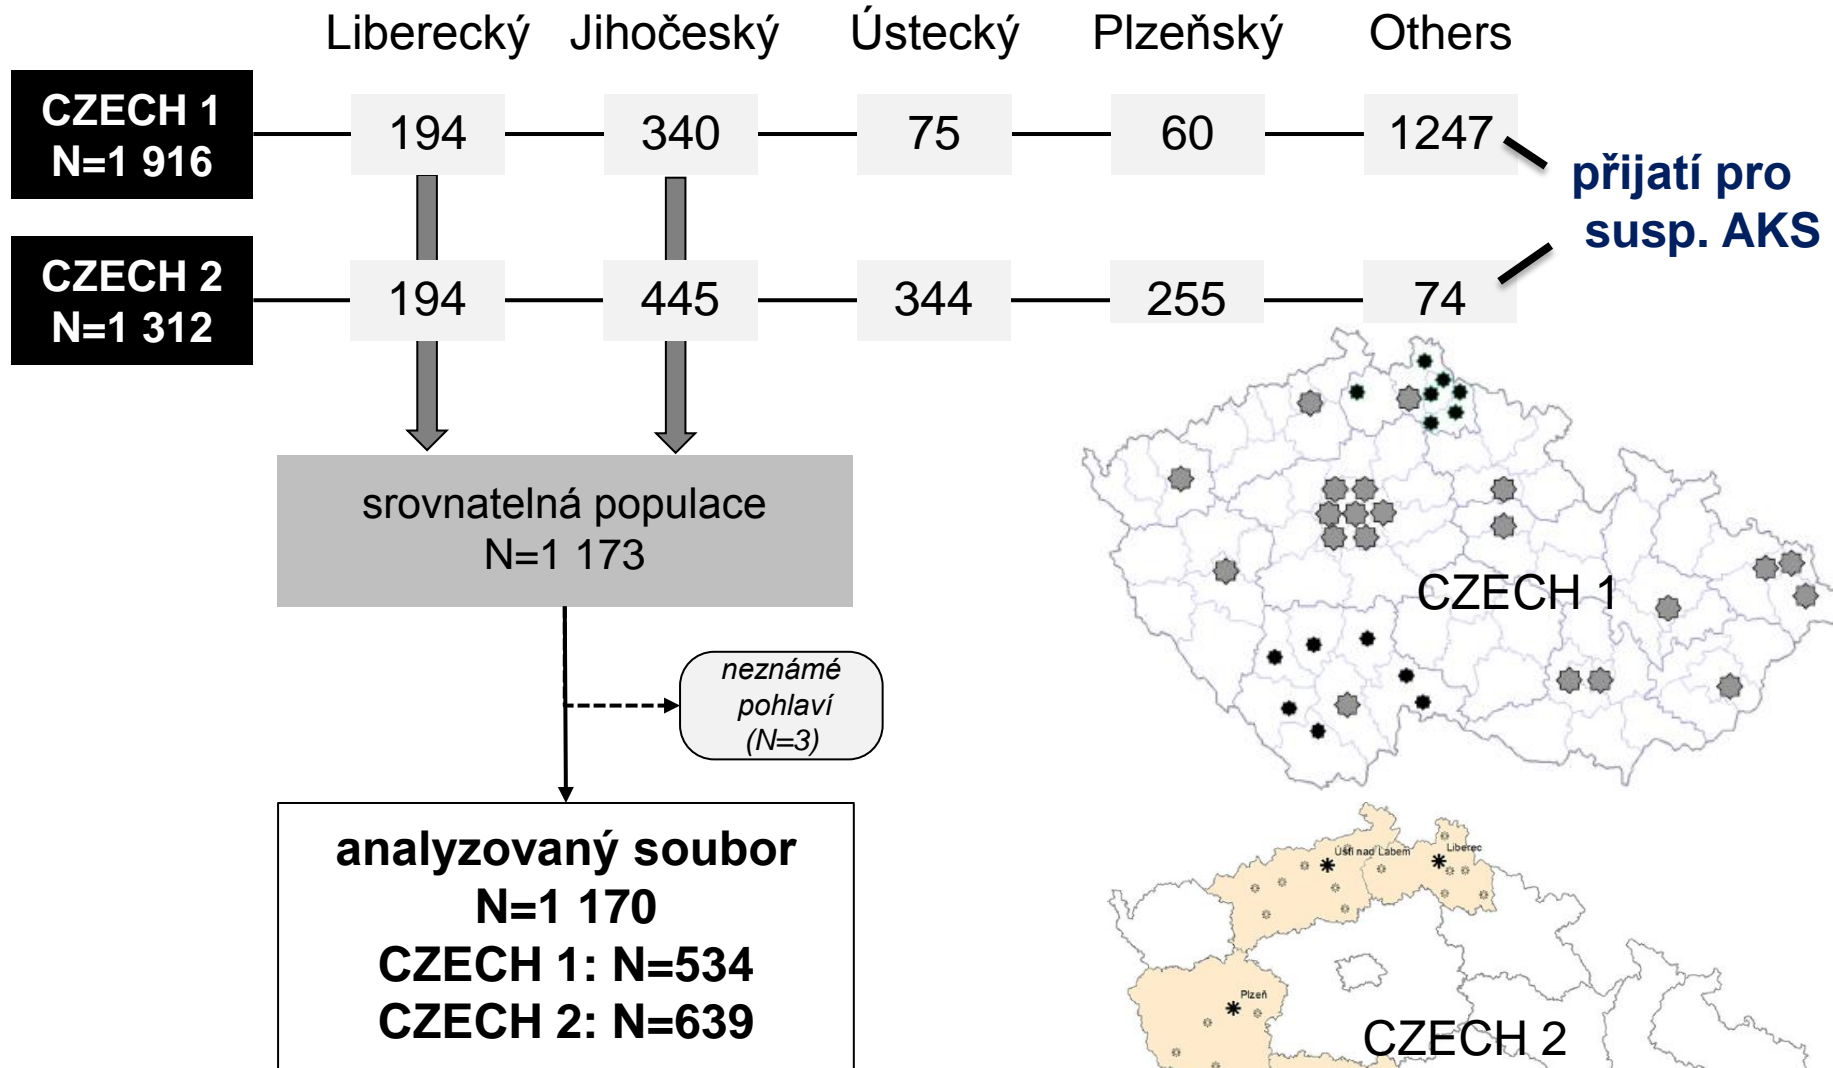 Liberecký Jihočeský Ústecký Plzeňský Others
CZECH 1
N=1 916
194 340 75 60 1247
přijatí pro
susp. AKS
CZECH 2
N=1 312
194 445 344 255 74
srovnatelná populace
N=1 173
CZECH 1
neznámé
pohlaví
(N=3)
analyzovaný soubor
N=1 170
CZECH 1: N=534
CZECH 2: N=639
Ústí nad Labem
Liberec
Plzeň
CZECH 2